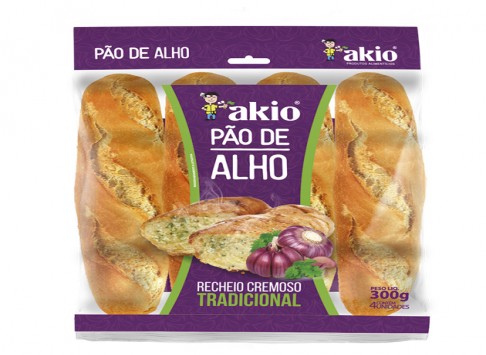 PÃO DE ALHO
akio®
PRODUTOS ALIMENTÍCIOS
akio®
PÃO DE
ALHO
RECHEIO CREMOSO
TRADICIONAL
PESO LÍQ.
300g
4 UNIDADES